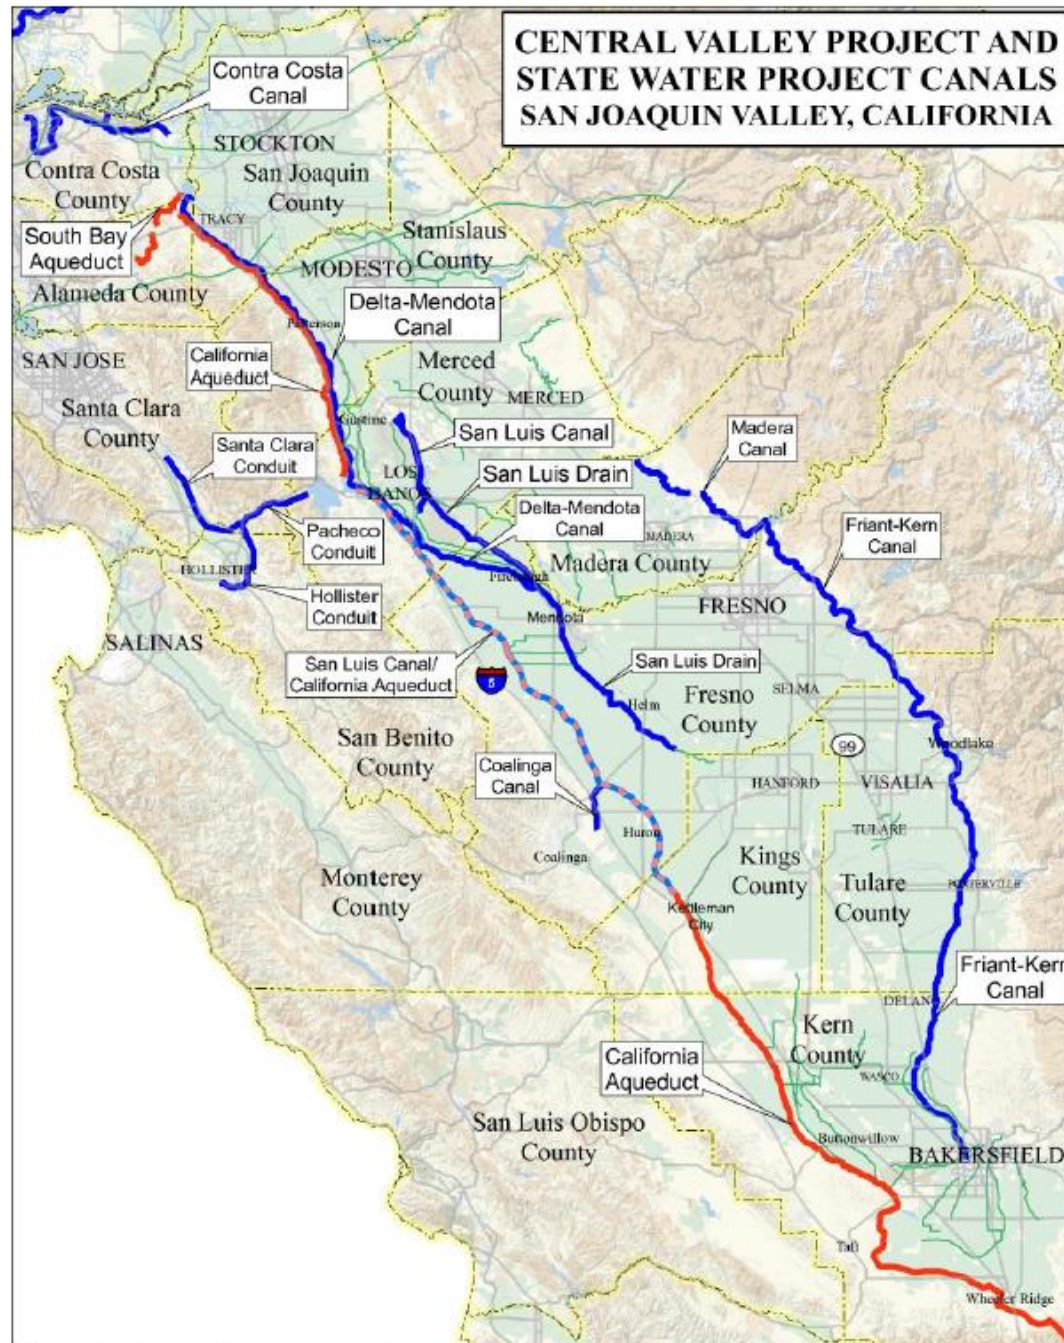 CENTRAL VALLEY PROJECT AND
STATE WATER PROJECT CANALS
SAN JOAQUIN VALLEY, CALIFORNIA
Contra Costa
Canal
STOCKTON
Contra Costa
County
San Joaquin
County
TRACY
South Bay
Aqueduct
Stanislaus
County
MODESTO
Alameda County
Delta-Mendota
Canal
Patterson
California
Aqueduct
SAN JOSE
Merced
County
MERCED
Santa Clara
County
Gustine
San Luis Canal
Madera
Canal
Santa Clara
Conduit
LOS
BANOS
San Luis Drain
Delta-Mendota
Canal
Friant-Kern
Canal
Pacheco
Conduit
MADERA
Madera County
HOLLISTER
Firebaugh
Hollister
Conduit
FRESNO
Mendota
SALINAS
San Luis Canal/
California Aqueduct
5
San Luis Drain
SELMA
Fresno
County
Helm
San Benito
County
99
Woodlake
Coalinga
Canal
HANFORD
VISALIA
Huron
TULARE
Coalinga
Kings
County
Monterey
County
Tulare
County
PORTERVILLE
Kettleman
City
Friant-Kern
Canal
DELANO
Kern
County
California
Aqueduct
WASCO
San Luis Obispo
County
Buttonwillow
BAKERSFIELD
Taft
Wheeler Ridge